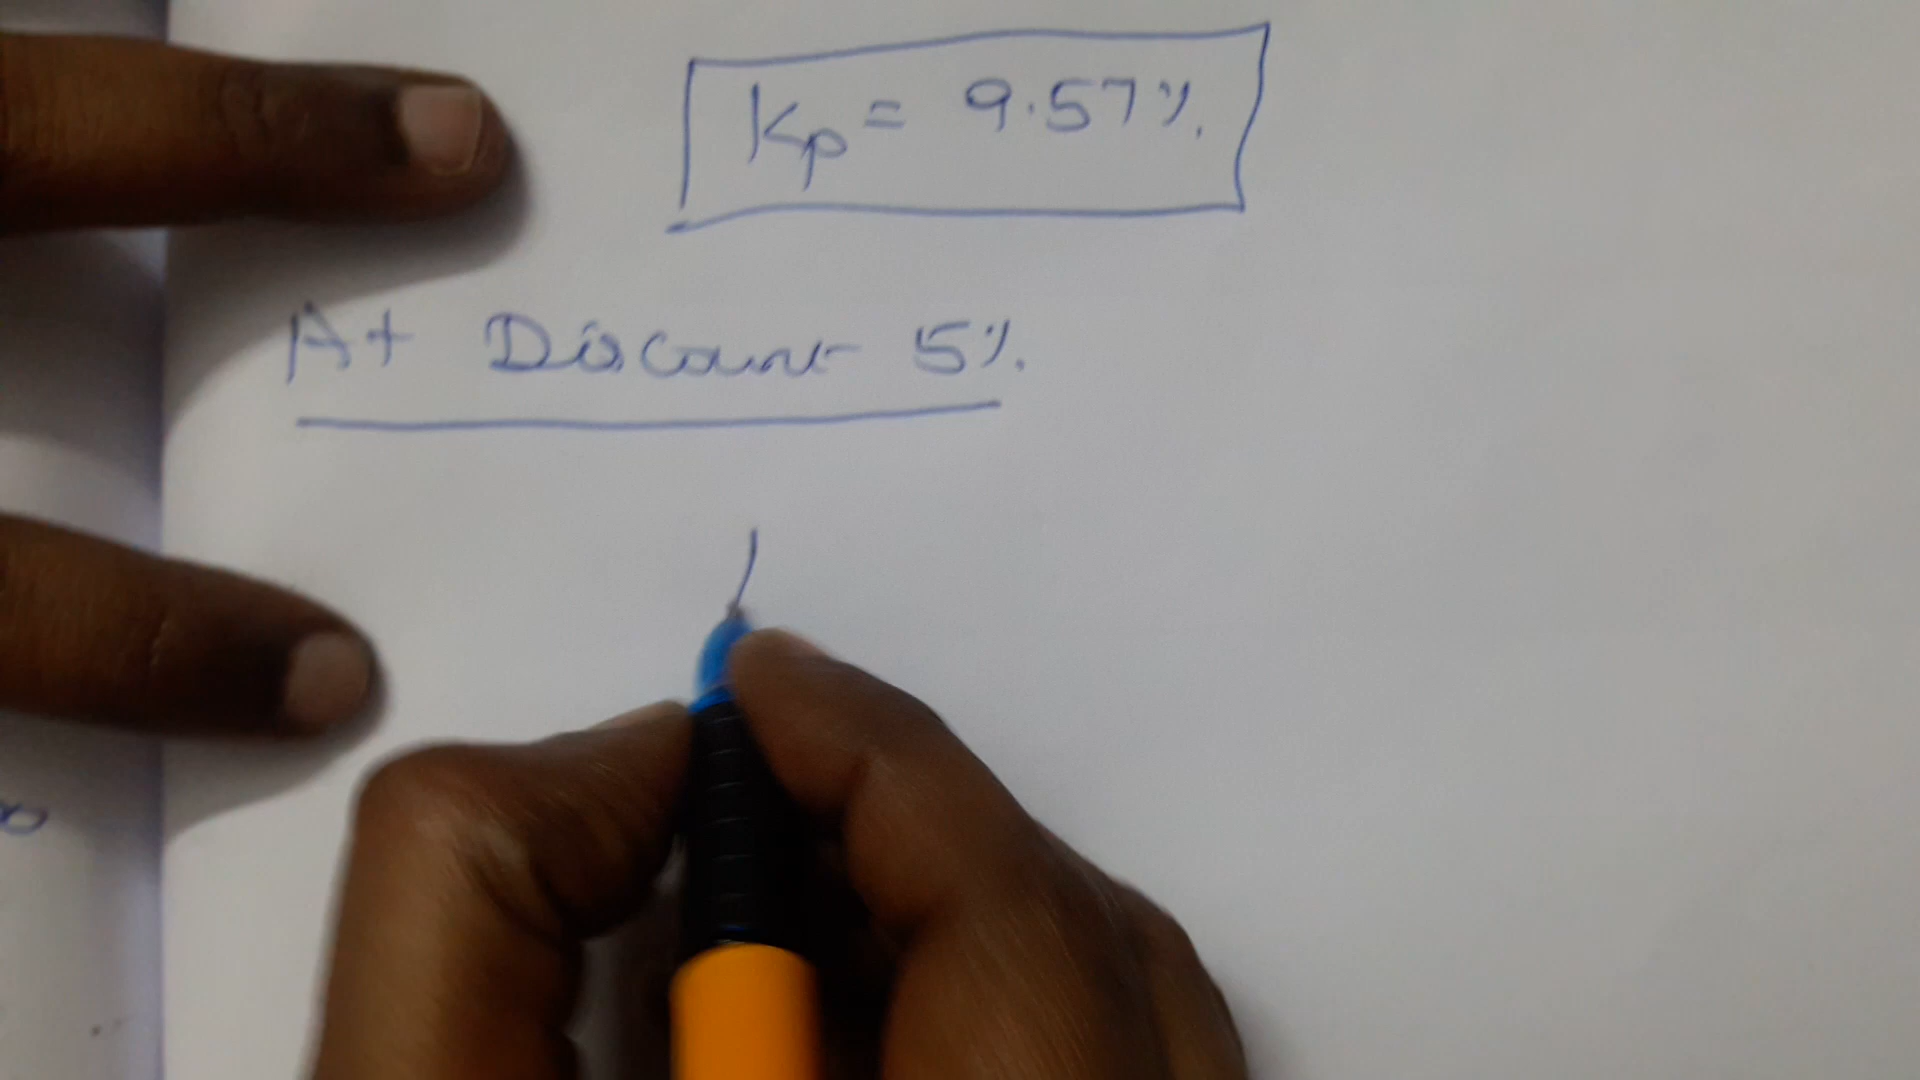 Kp = 9.57%.
At Discount 5%.